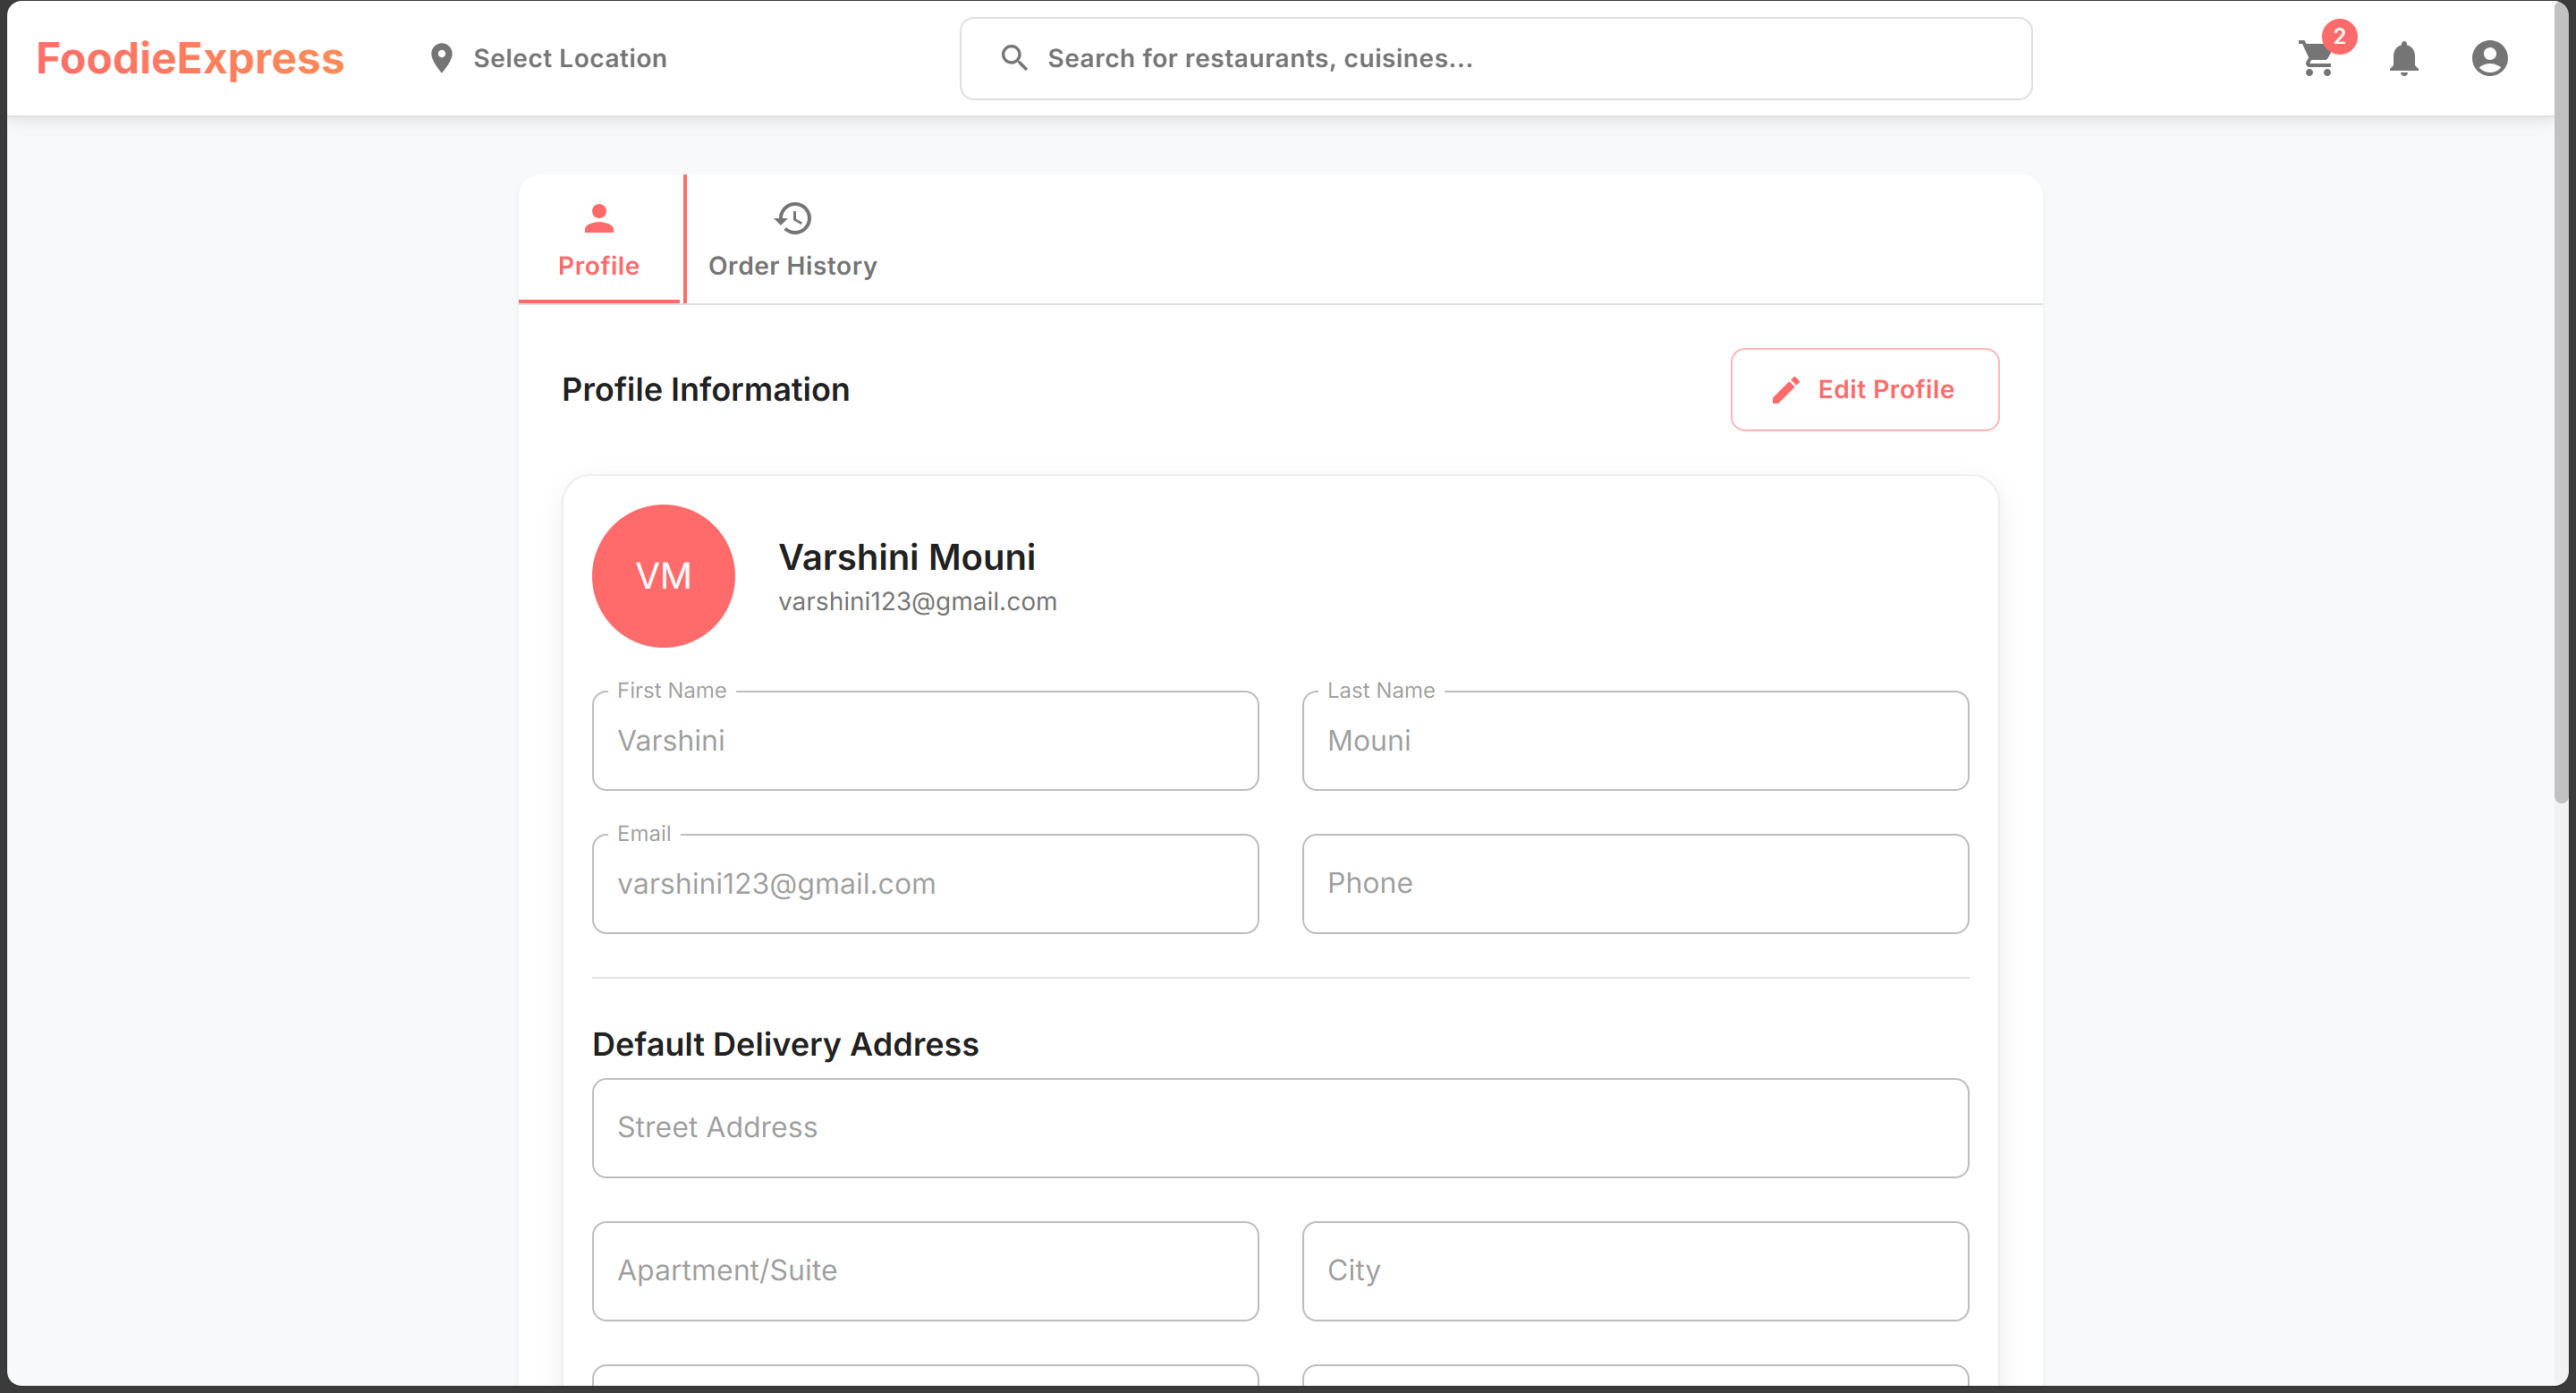 FoodieExpress
Select Location
Search for restaurants, cuisines...
2
Profile
Order History
Profile Information
Edit Profile
VM
Varshini Mouni
varshini123@gmail.com
First Name
Varshini
Last Name
Mouni
Email
varshini123@gmail.com
Phone
Default Delivery Address
Street Address
Apartment/Suite
City